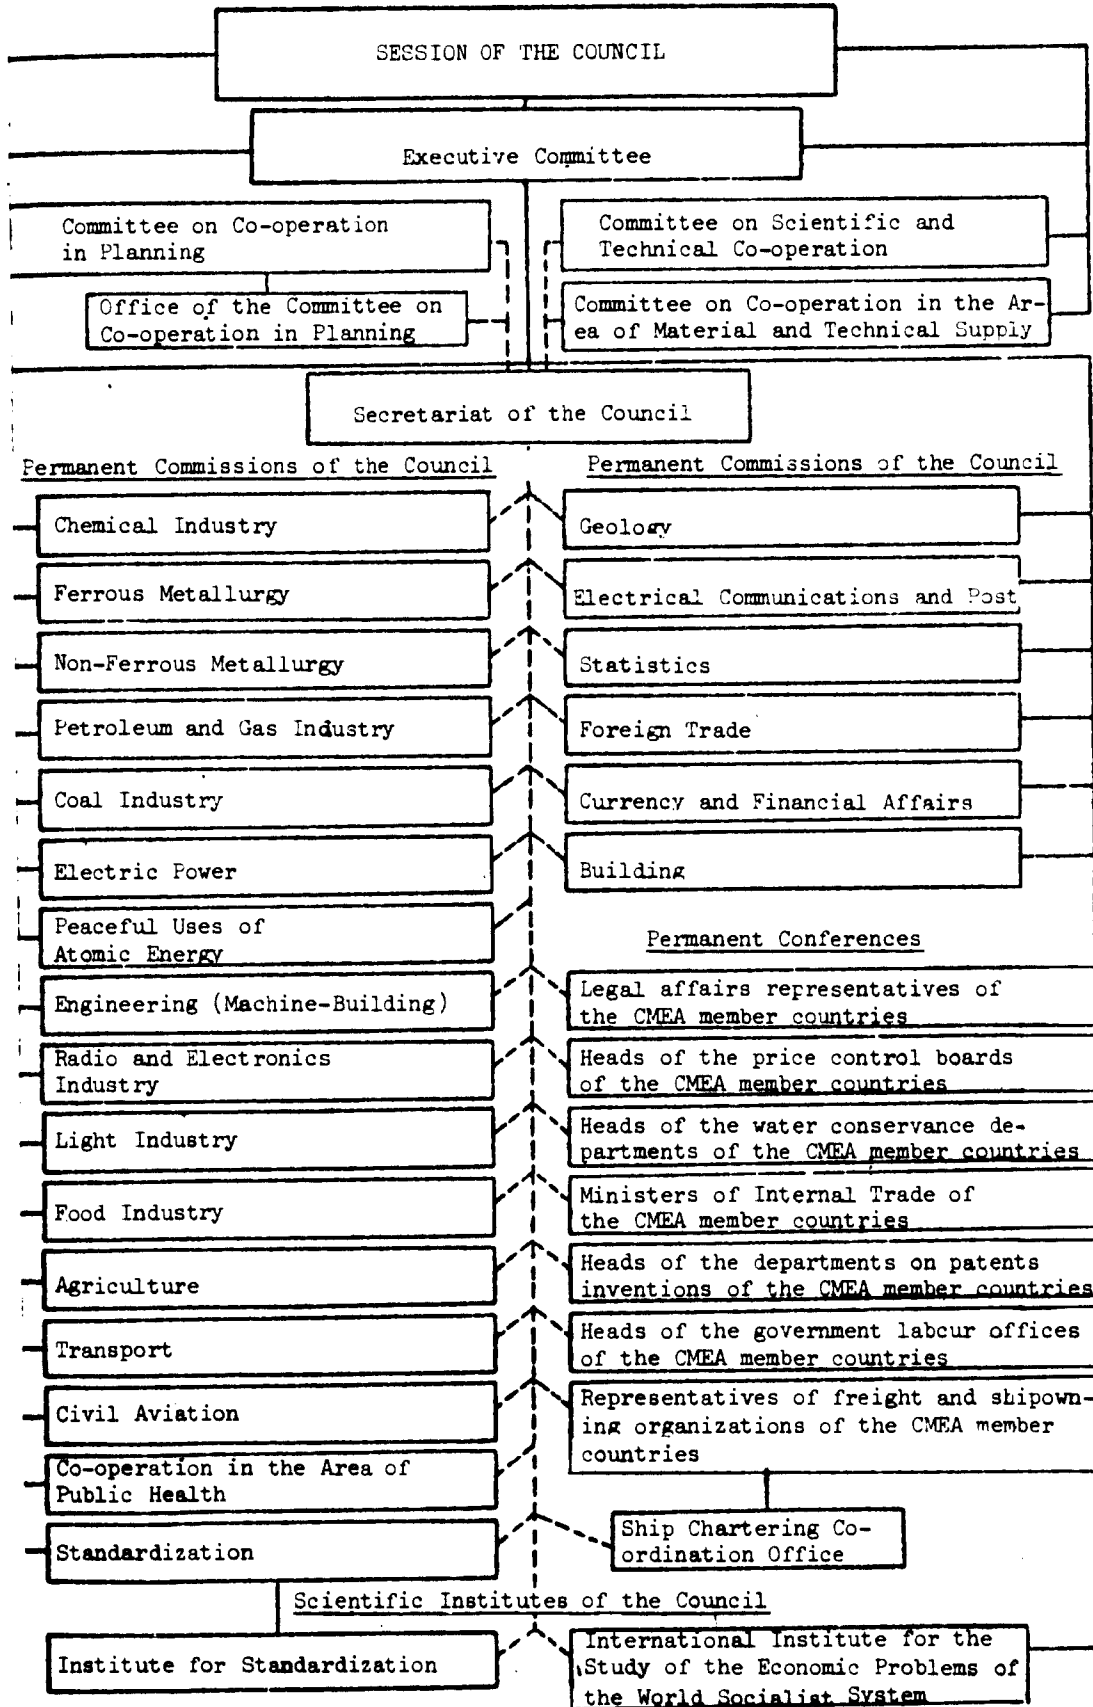 SESSION OF THE COUNCIL
Executive Committee
Committee on Co-operation
in Planning
Committee on Scientific and
Technical Co-operation
Office of the Committee on
Co-operation in Planning
Committee on Co-operation in the Ar-
ea of Material and Technical Supply
Secretariat of the Council
Permanent Commissions of the Council
Chemical Industry
Ferrous Metallurgy
Non-Ferrous Metallurgy
Petroleum and Gas Industry
Coal Industry
Electric Power
Peaceful Uses of
Atomic Energy
Engineering (Machine-Building)
Radio and Electronics
Industry
Light Industry
Food Industry
Agriculture
Transport
Civil Aviation
Co-operation in the Area of
Public Health
Standardization
Permanent Commissions of the Council
Geology
Electrical Communications and Post
Statistics
Foreign Trade
Currency and Financial Affairs
Building
Permanent Conferences
Legal affairs representatives of
the CMEA member countries
Heads of the price control boards
of the CMEA member countries
Heads of the water conservance de-
partments of the CMEA member countries
Ministers of Internal Trade of
the CMEA member countries
Heads of the departments on patents
inventions of the CMEA member countries
Heads of the government labcur offices
of the CMEA member countries
Representatives of freight and shipown-
ing organizations of the CMEA member
countries
Ship Chartering Co-
ordination Office
Scientific Institutes of the Council
Institute for Standardization
International Institute for the
Study of the Economic Problems of
the World Socialist System